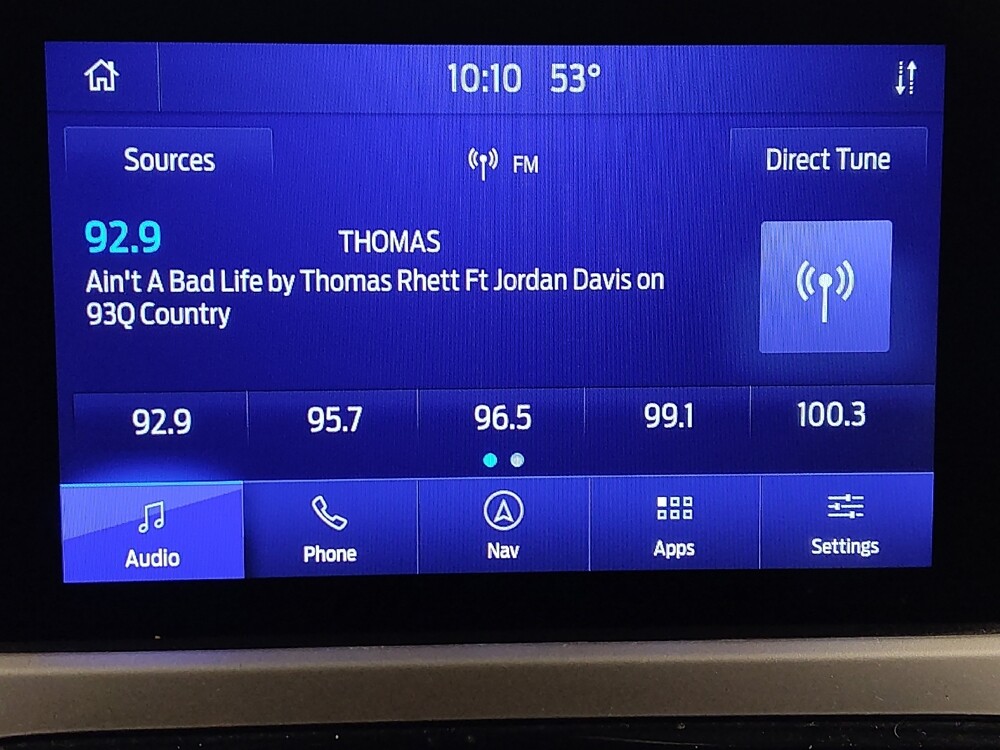 10:10 53°
Sources FM Direct Tune
92.9 THOMAS
Ain't A Bad Life by Thomas Rhett Ft Jordan Davis on
93Q Country
92.9 95.7 96.5 99.1 100.3
Audio Phone Nav Apps Settings